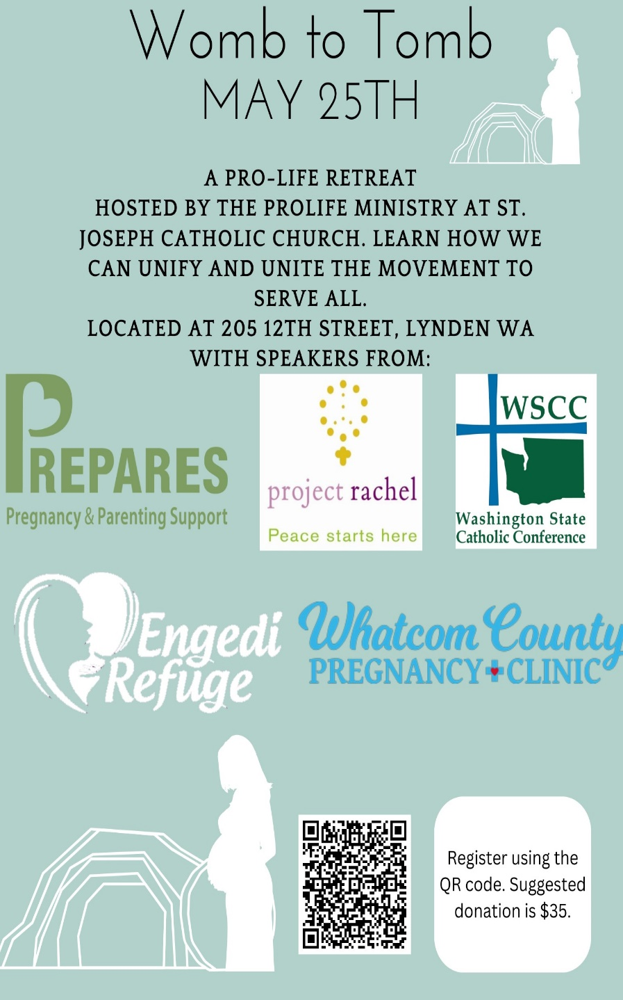 Womb to Tomb
MAY 25TH
A PRO-LIFE RETREAT
HOSTED BY THE PROLIFE MINISTRY AT ST.
JOSEPH CATHOLIC CHURCH. LEARN HOW WE
CAN UNIFY AND UNITE THE MOVEMENT TO
SERVE ALL.
LOCATED AT 205 12TH STREET, LYNDEN WA
WITH SPEAKERS FROM:
PREPARES
Pregnancy & Parenting Support
project rachel
Peace starts here
WSCC
Washington State
Catholic Conference
Engedi
Refuge
Whatcom County
PREGNANCY CLINIC
Register using the
QR code. Suggested
donation is $35.